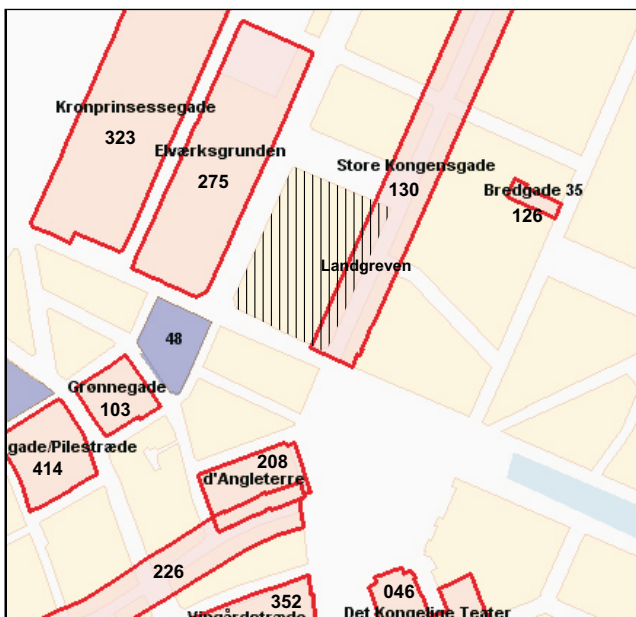 Kronprinsessegade
323
Elværksgrunden
275
Store Kongensgade
130
Bredgade 35
126
Landgreven
48
Grønnegade
103
gade/Pilestræde
414
208
d'Angleterre
226
352
046
Vingårdstræde
Det Kongelige Teater